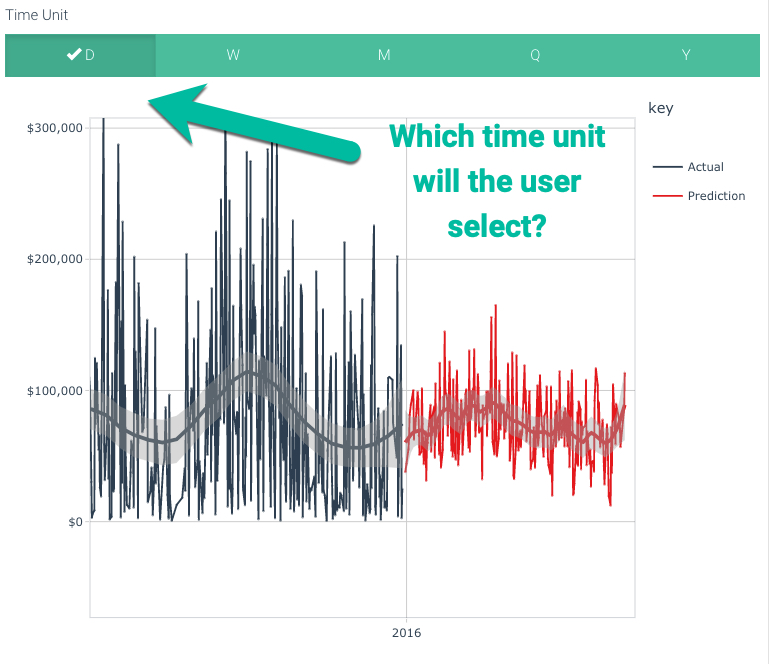 Time Unit
✔ D
W
M
Q
Y
key
$300,000
Which time unit
will the user
select?
Actual
Prediction
$200,000
$100,000
$0
2016